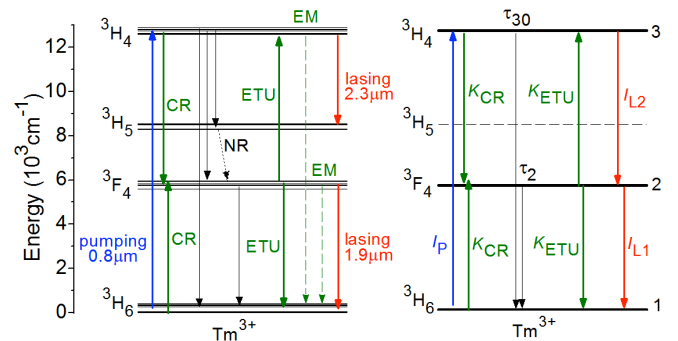 Energy (10³cm⁻¹)
12
10
8
6
4
2
0
³H₄
³H₅
³F₄
³H₆
EM
CR
ETU
lasing
2.3µm
NR
EM
pumping
0.8µm
CR
ETU
lasing
1.9µm
Tm³⁺
³H₄
³H₅
³F₄
³H₆
τ₃₀
3
K_CR
K_ETU
I_L2
τ₂
2
I_P
K_CR
K_ETU
I_L1
1
Tm³⁺